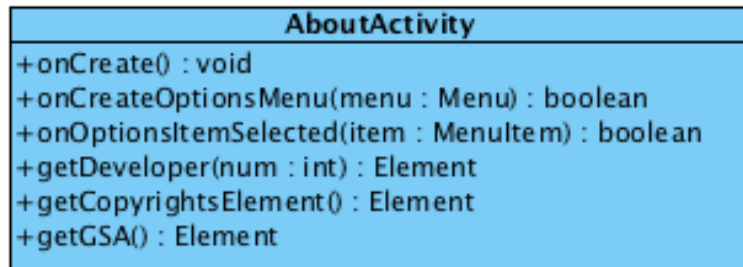 AboutActivity
+onCreate() : void
+onCreateOptionsMenu(menu : Menu) : boolean
+onOptionsItemSelected(item : MenuItem) : boolean
+getDeveloper(num : int) : Element
+getCopyrightsElement() : Element
+getGSA() : Element